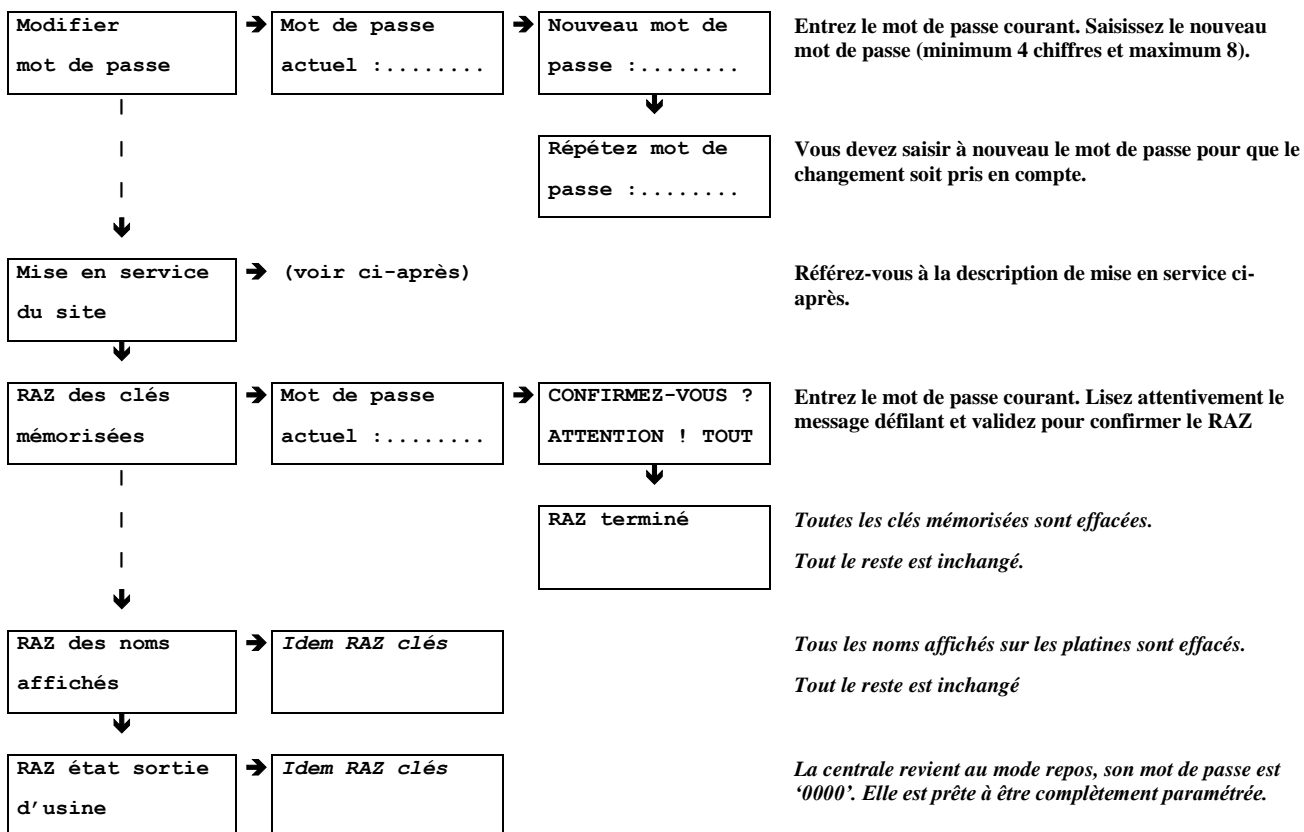 Modifier
mot de passe
➔
Mot de passe
actuel :........
➔
Nouveau mot de
passe :........
Entrez le mot de passe courant. Saisissez le nouveau
mot de passe (minimum 4 chiffres et maximum 8).
Répétez mot de
passe :........
Vous devez saisir à nouveau le mot de passe pour que le
changement soit pris en compte.
Mise en service
du site
➔ (voir ci-après)
Référez-vous à la description de mise en service ci-
après.
RAZ des clés
mémorisées
➔
Mot de passe
actuel :........
➔
CONFIRMEZ-VOUS ?
ATTENTION ! TOUT
Entrez le mot de passe courant. Lisez attentivement le
message défilant et validez pour confirmer le RAZ
RAZ terminé
Toutes les clés mémorisées sont effacées.
Tout le reste est inchangé.
RAZ des noms
affichés
➔
Idem RAZ clés
Tous les noms affichés sur les platines sont effacés.
Tout le reste est inchangé
RAZ état sortie
d’usine
➔
Idem RAZ clés
La centrale revient au mode repos, son mot de passe est
‘0000’. Elle est prête à être complètement paramétrée.